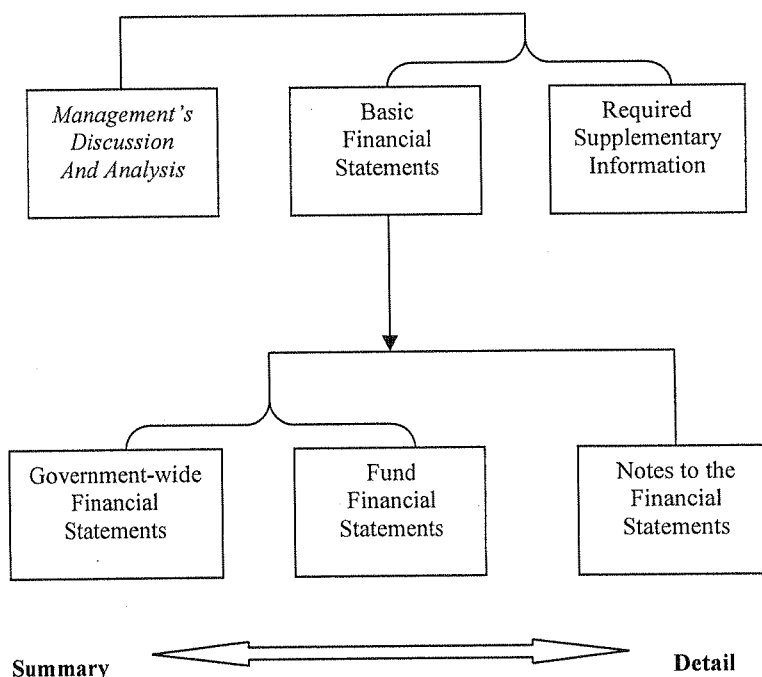 Management's
Discussion
And Analysis
Basic
Financial
Statements
Required
Supplementary
Information
Government-wide
Financial
Statements
Fund
Financial
Statements
Notes to the
Financial
Statements
Summary
Detail